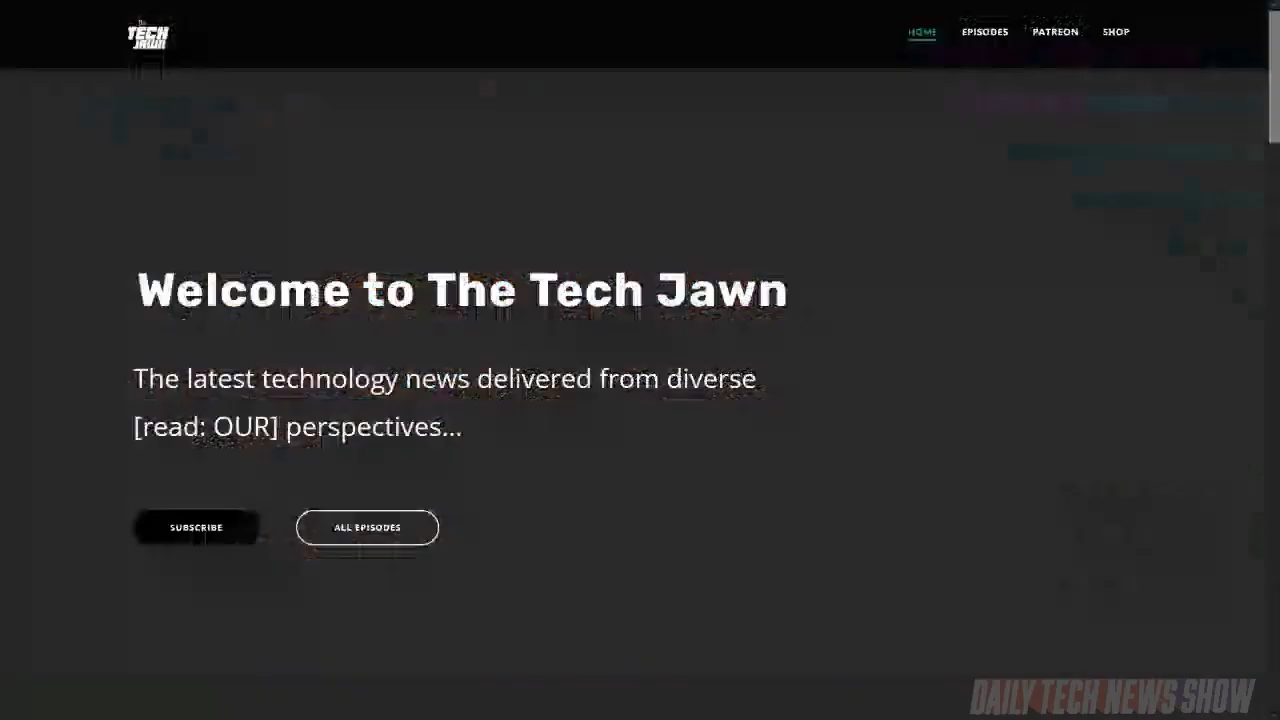 The
TECH
JAWN
HOME EPISODES PATREON SHOP
Welcome to The Tech Jawn
The latest technology news delivered from diverse
[read: OUR] perspectives...
SUBSCRIBE ALL EPISODES
DAILY TECH NEWS SHOW